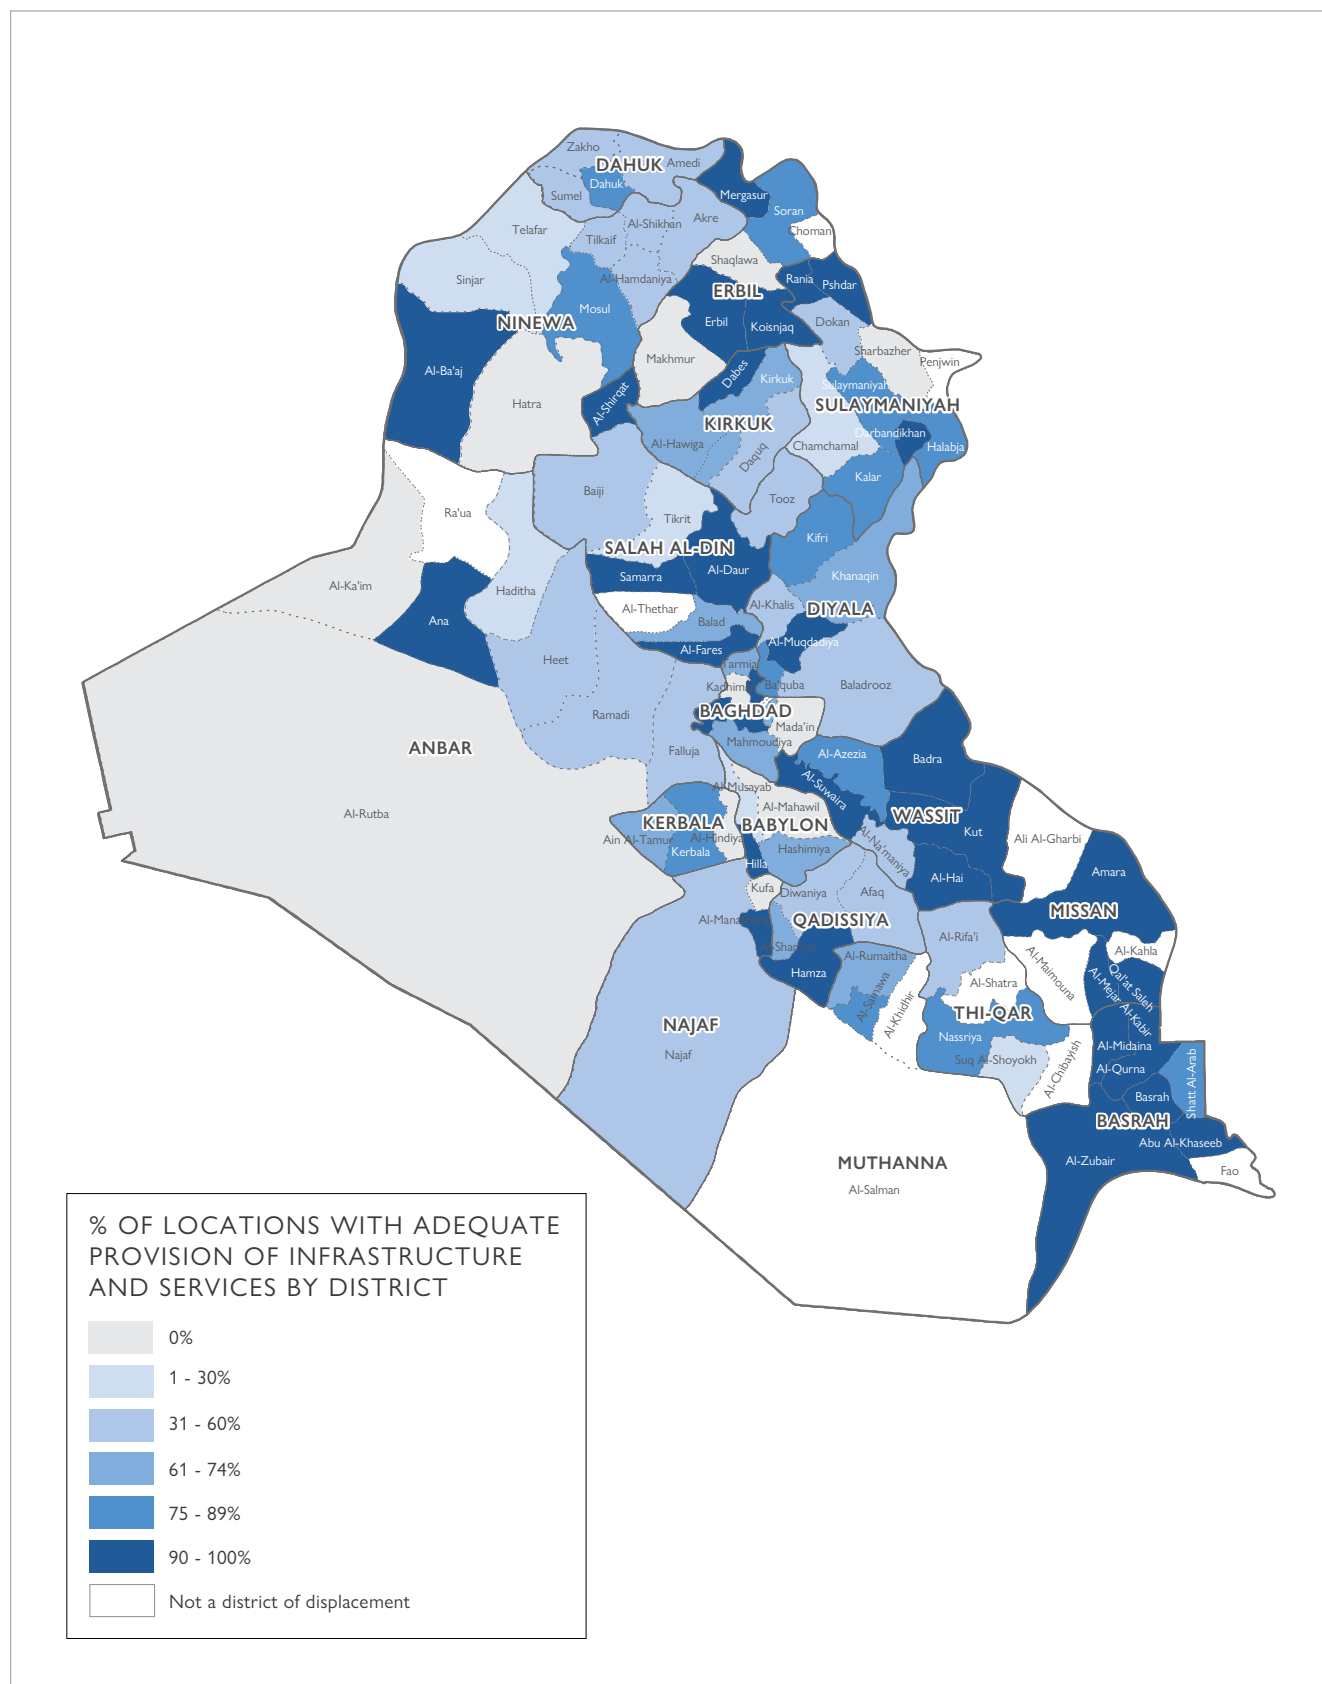 Zakho
DAHUK
Amedi
Dahuk
Sumel
Mergasur
Soran
Choman
Akre
Al-Shikhan
Tilkaif
Telafar
Sinjar
Al-Hamdaniya
Mosul
Shaqlawa
ERBIL
Rania
Pshdar
Erbil
Koisnjaq
Dokan
NINEWA
Al-Ba'aj
Hatra
Makhmur
Sharbazher
Penjwin
Dabes
Kirkuk
Sulaymaniyah
SULAYMANIYAH
Al-Shirqat
KIRKUK
Al-Hawiga
Daquq
Chamchamal
Darbandikhan
Halabja
Kalar
Baiji
Tooz
Tikrit
Ra'ua
Kifri
SALAH AL-DIN
Al-Daur
Samarra
Khanaqin
Al-Ka'im
Haditha
Al-Thethar
Al-Khalis
DIYALA
Ana
Balad
Al-Muqdadiya
Al-Fares
Heet
Tarmia
Kadhimia
Ba'quba
Baladrooz
Ramadi
BAGHDAD
Mada'in
Mahmoudiya
ANBAR
Falluja
Al-Azezia
Badra
Al-Suwaira
Al-Musayab
Al-Mahawil
Al-Rutba
KERBALA
BABYLON
WASSIT
Kut
Ain Al-Tamur
Al-Hindiya
Kerbala
Hashimiya
Al-Na'maniya
Ali Al-Gharbi
Hilla
Al-Hai
Amara
Kufa
Diwaniya
Afaq
MISSAN
Al-Manathera
QADISSIYA
Al-Shamiya
Al-Rifa'i
Al-Kahla
Al-Rumaitha
Hamza
Al-Maimouna
Al-Mejar
Al-Kabir
Qal'at Saleh
Al-Samawa
Al-Khidhir
Al-Shatra
THI-QAR
NAJAF
Najaf
Nassriya
Suq Al-Shoyokh
Al-Chibayish
Al-Midaina
Al-Qurna
Shatt Al-Arab
Basrah
BASRAH
Abu Al-Khaseeb
MUTHANNA
Al-Zubair
Fao
Al-Salman
% OF LOCATIONS WITH ADEQUATE
PROVISION OF INFRASTRUCTURE
AND SERVICES BY DISTRICT
0%
1 - 30%
31 - 60%
61 - 74%
75 - 89%
90 - 100%
Not a district of displacement